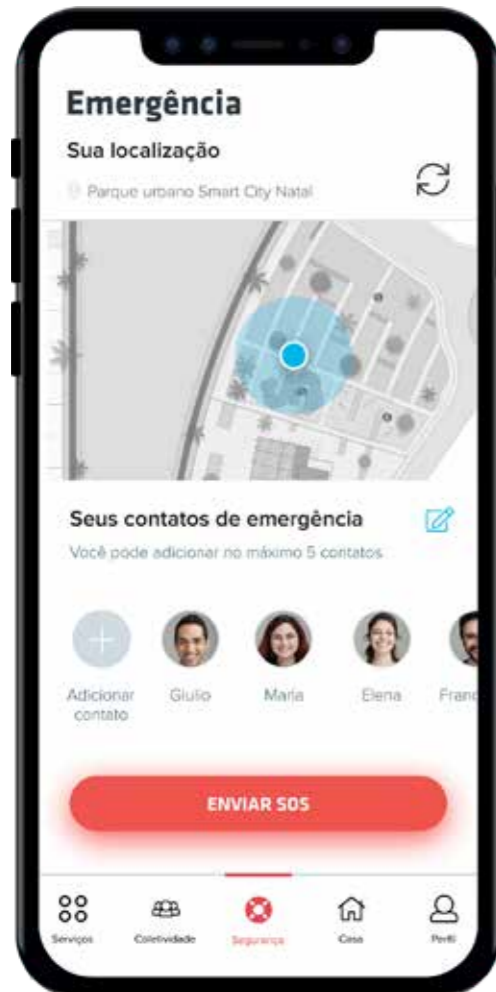 Emergência
Sua localização
Parque urbano Smart City Natal
Seus contatos de emergência
Você pode adicionar no máximo 5 contatos
Adicionar
contato
Giulio
Maria
Elena
Franc
ENVIAR SOS
Serviços
Coletividade
Segurança
Casa
Perfil